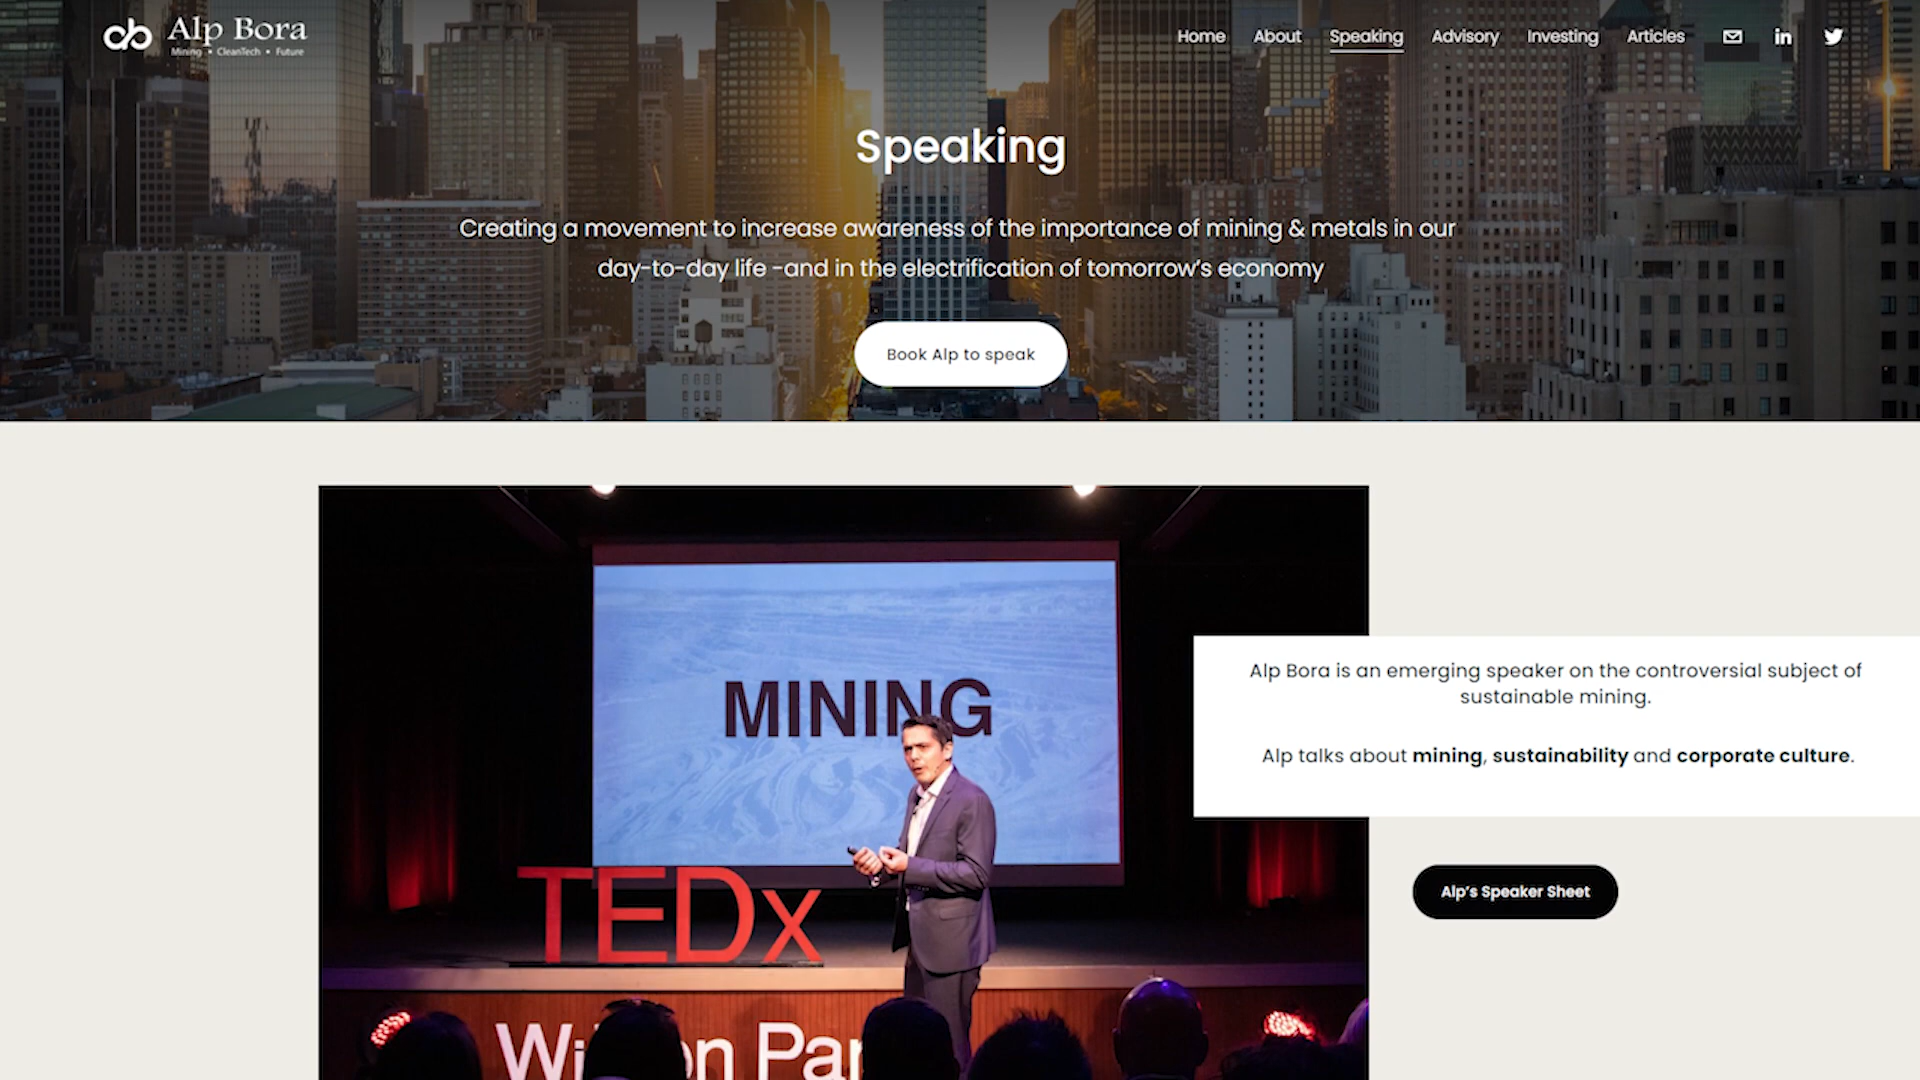 Alp Bora
Mining • CleanTech • Future
Home About Speaking Advisory Investing Articles
Speaking
Creating a movement to increase awareness of the importance of mining & metals in our
day-to-day life -and in the electrification of tomorrow's economy
Book Alp to speak
MINING
TEDx
Alp Bora is an emerging speaker on the controversial subject of
sustainable mining.
Alp talks about mining, sustainability and corporate culture.
Alp's Speaker Sheet